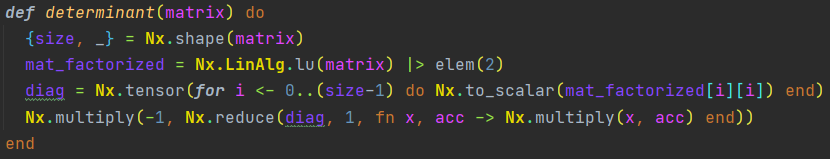 def determinant(matrix) do
  {size, _} = Nx.shape(matrix)
  mat_factorized = Nx.LinAlg.lu(matrix) |> elem(2)
  diag = Nx.tensor(for i <- 0..(size-1) do Nx.to_scalar(mat_factorized[i][i]) end)
  Nx.multiply(-1, Nx.reduce(diag, 1, fn x, acc -> Nx.multiply(x, acc) end))
end